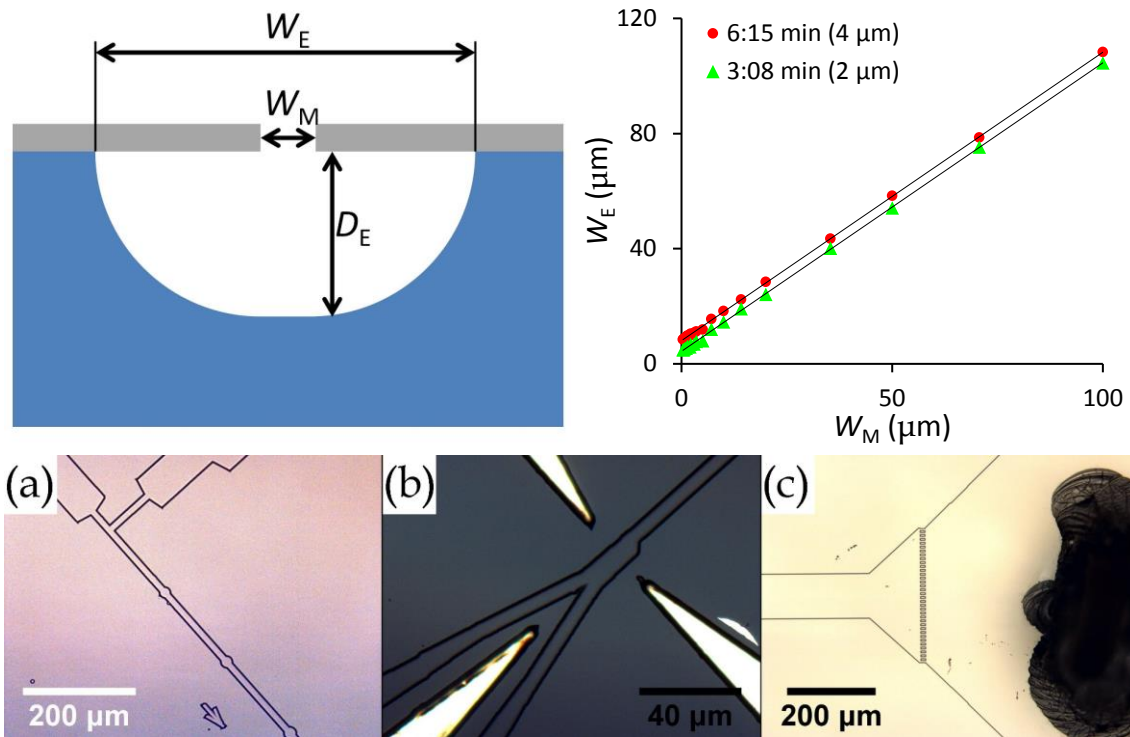 W_E
W_M
D_E
6:15 min (4 µm)
3:08 min (2 µm)
120
80
40
0
0
50
100
W_E (µm)
W_M (µm)
(a)
200 µm
(b)
40 µm
(c)
200 µm